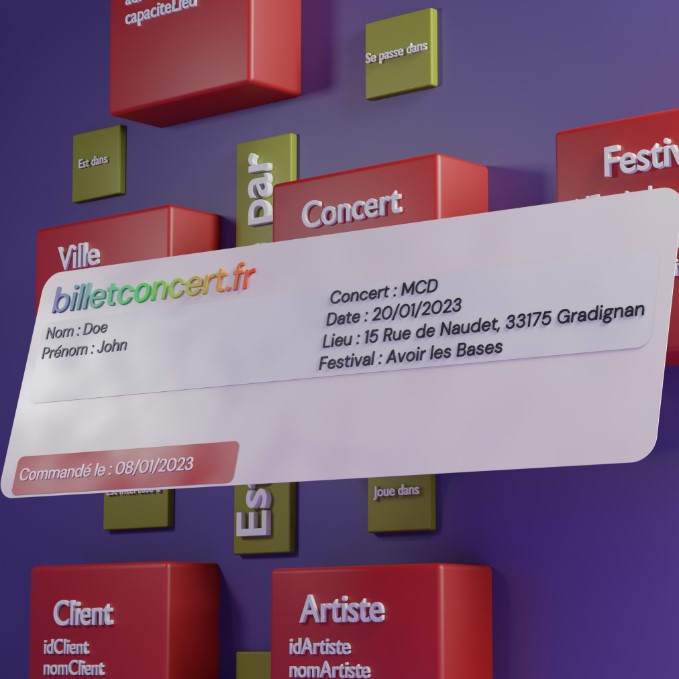 capaciteLieu
Se passe dans
Est dans
par
Festiv
Concert
Ville
billetconcert.fr
Nom : Doe
Prénom : John
Concert : MCD
Date : 20/01/2023
Lieu : 15 Rue de Naudet, 33175 Gradignan
Festival : Avoir les Bases
Commandé le : 08/01/2023
Es
Joue dans
Client
idClient
nomClient
Artiste
idArtiste
nomArtiste